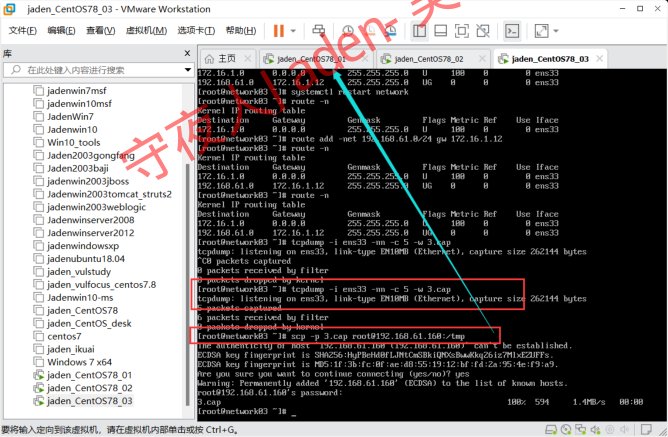 jaden_CentOS78_03 - VMware Workstation
文件(F) 编辑(E) 查看(V) 虚拟机(M) 选项卡(T) 帮助(H)
库
在此处键入内容进行搜索
主页 jaden_CentOS78_01 jaden_CentOS78_02 jaden_CentOS78_03
jadenwin7msf
jadenwin10msf
JadenWin7
Jadenwin10
Win10_tools
Jaden2003gongfang
Jaden2003baji
jadenwin2003jboss
jadenwin2003tomcat_struts2
Jadenwin2003weblogic
Jadenwinserver2008
Jadenwinserver2012
jadenwindowsxp
jadenubuntu18.04
jaden_vulstudy
jaden_vulfocus_centos7.8
Jadenwin10-ms
jaden_CentOS78
jaden_CentOS_desk
centos7
jaden_ikuai
Windows 7 x64
jaden_CentOS78_01
jaden_CentOS78_02
jaden_CentOS78_03
172.16.1.0 0.0.0.0 255.255.255.0 U 100 0 0 ens33
192.168.61.0 172.16.1.12 255.255.255.0 UG 0 0 0 ens33
[root@network03 ~]# systemctl restart network
[root@network03 ~]# route -n
Kernel IP routing table
Destination Gateway Genmask Flags Metric Ref Use Iface
172.16.1.0 0.0.0.0 255.255.255.0 U 100 0 0 ens33
[root@network03 ~]# route add -net 192.168.61.0/24 gw 172.16.1.12
[root@network03 ~]# route -n
Kernel IP routing table
Destination Gateway Genmask Flags Metric Ref Use Iface
172.16.1.0 0.0.0.0 255.255.255.0 U 100 0 0 ens33
192.168.61.0 172.16.1.12 255.255.255.0 UG 0 0 0 ens33
[root@network03 ~]# route -n
Kernel IP routing table
Destination Gateway Genmask Flags Metric Ref Use Iface
172.16.1.0 0.0.0.0 255.255.255.0 U 100 0 0 ens33
192.168.61.0 172.16.1.12 255.255.255.0 UG 0 0 0 ens33
[root@network03 ~]# tcpdump -i ens33 -nn -c 5 -w 3.cap
tcpdump: listening on ens33, link-type EN10MB (Ethernet), capture size 262144 bytes
^C0 packets captured
0 packets received by filter
0 packets dropped by kernel
[root@network03 ~]# tcpdump -i ens33 -nn -c 5 -w 3.cap
tcpdump: listening on ens33, link-type EN10MB (Ethernet), capture size 262144 bytes
5 packets captured
6 packets received by filter
0 packets dropped by kernel
[root@network03 ~]# scp -p 3.cap root@192.168.61.160:/tmp
The authenticity of host '192.168.61.160 (192.168.61.160)' can't be established.
ECDSA key fingerprint is
ECDSA key fingerprint is
Are you sure you want to continue connecting (yes/no)? yes
Warning: Permanently added '192.168.61.160' (ECDSA) to the list of known hosts.
root@192.168.61.160's password:
3.cap 100% 594 1.4MB/s 00:00
[root@network03 ~]# _
守夜人Jaden-
要将输入定向到该虚拟机，请在虚拟机内部单击或按 Ctrl+G。